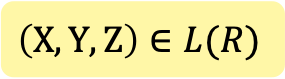 (X, Y, Z) ∈ L(R)